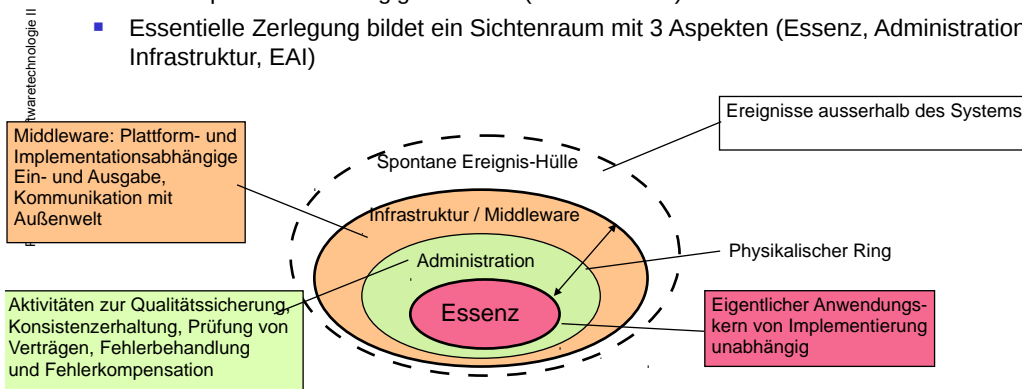 Essentielle Zerlegung bildet ein Sichtenraum mit 3 Aspekten (Essenz, Administration
Infrastruktur, EAI)
twaretechnologie II
Ereignisse ausserhalb des Systems
Middleware: Plattform- und
Implementationsabhängige
Ein- und Ausgabe,
Kommunikation mit
Außenwelt
Spontane Ereignis-Hülle
Infrastruktur / Middleware
Administration
Physikalischer Ring
Essenz
Aktivitäten zur Qualitätssicherung,
Konsistenzerhaltung, Prüfung von
Verträgen, Fehlerbehandlung
und Fehlerkompensation
Eigentlicher Anwendungs-
kern von Implementierung
unabhängig